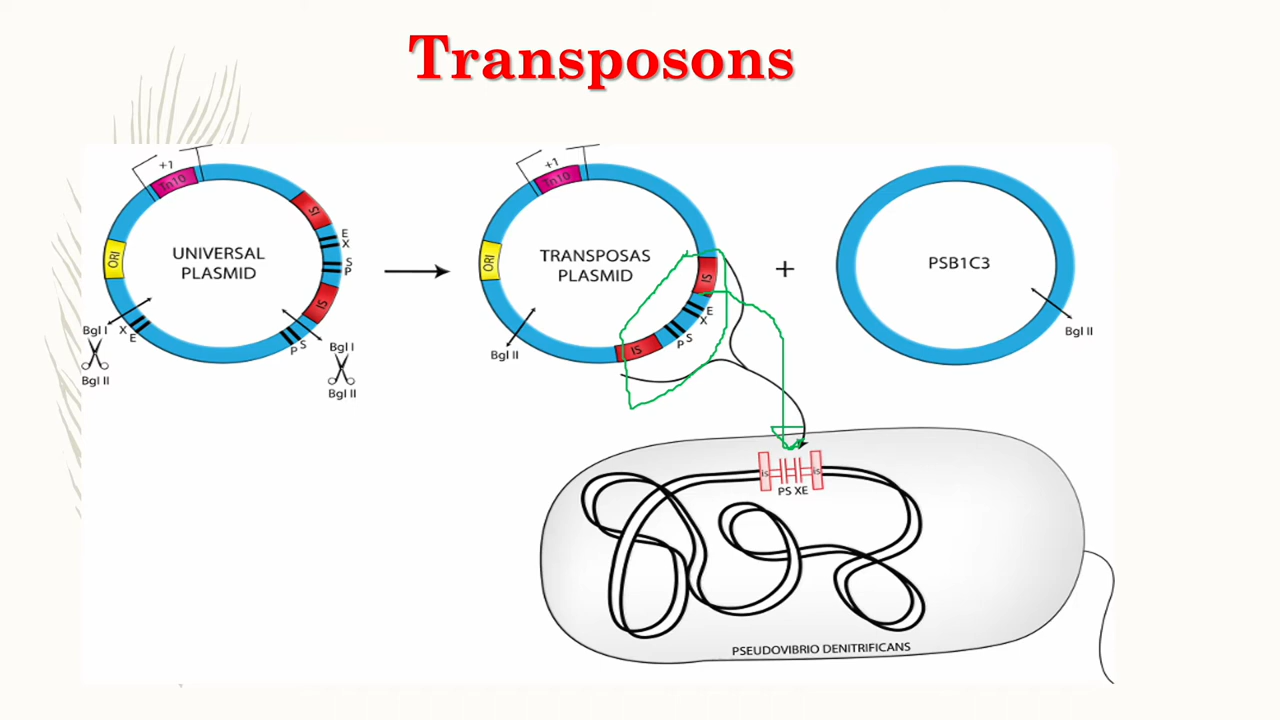 Transposons
+1
Tn10
IS
E
X
S
P
ORI
UNIVERSAL
PLASMID
IS
Bgl I
X
E
Bgl II
P
S
Bgl I
Bgl II
+1
Tn10
ORI
TRANSPOSAS
PLASMID
IS
E
X
S
P
IS
Bgl II
+
PSB1C3
Bgl II
is
is
PS XE
PSEUDOVIBRIO DENITRIFICANS